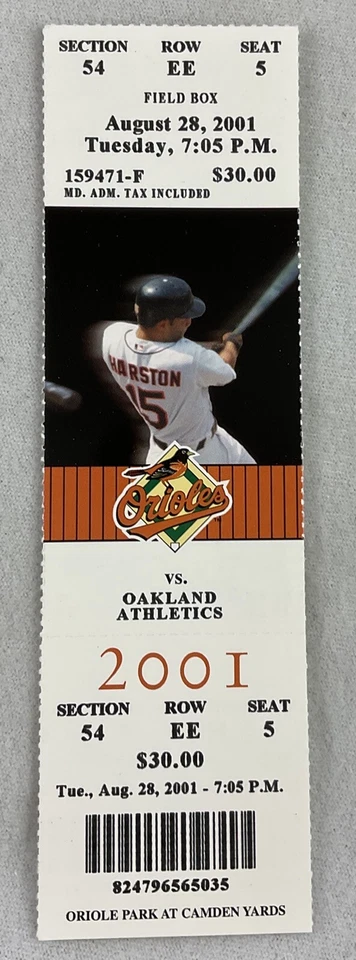 SECTION ROW SEAT
54 EE 5
FIELD BOX
August 28, 2001
Tuesday, 7:05 P.M.
159471-F $30.00
MD. ADM. TAX INCLUDED
HAIRSTON
15
Orioles
VS.
OAKLAND
ATHLETICS
2001
SECTION ROW SEAT
54 EE 5
$30.00
Tue., Aug. 28, 2001 - 7:05 P.M.
824796565035
ORIOLE PARK AT CAMDEN YARDS